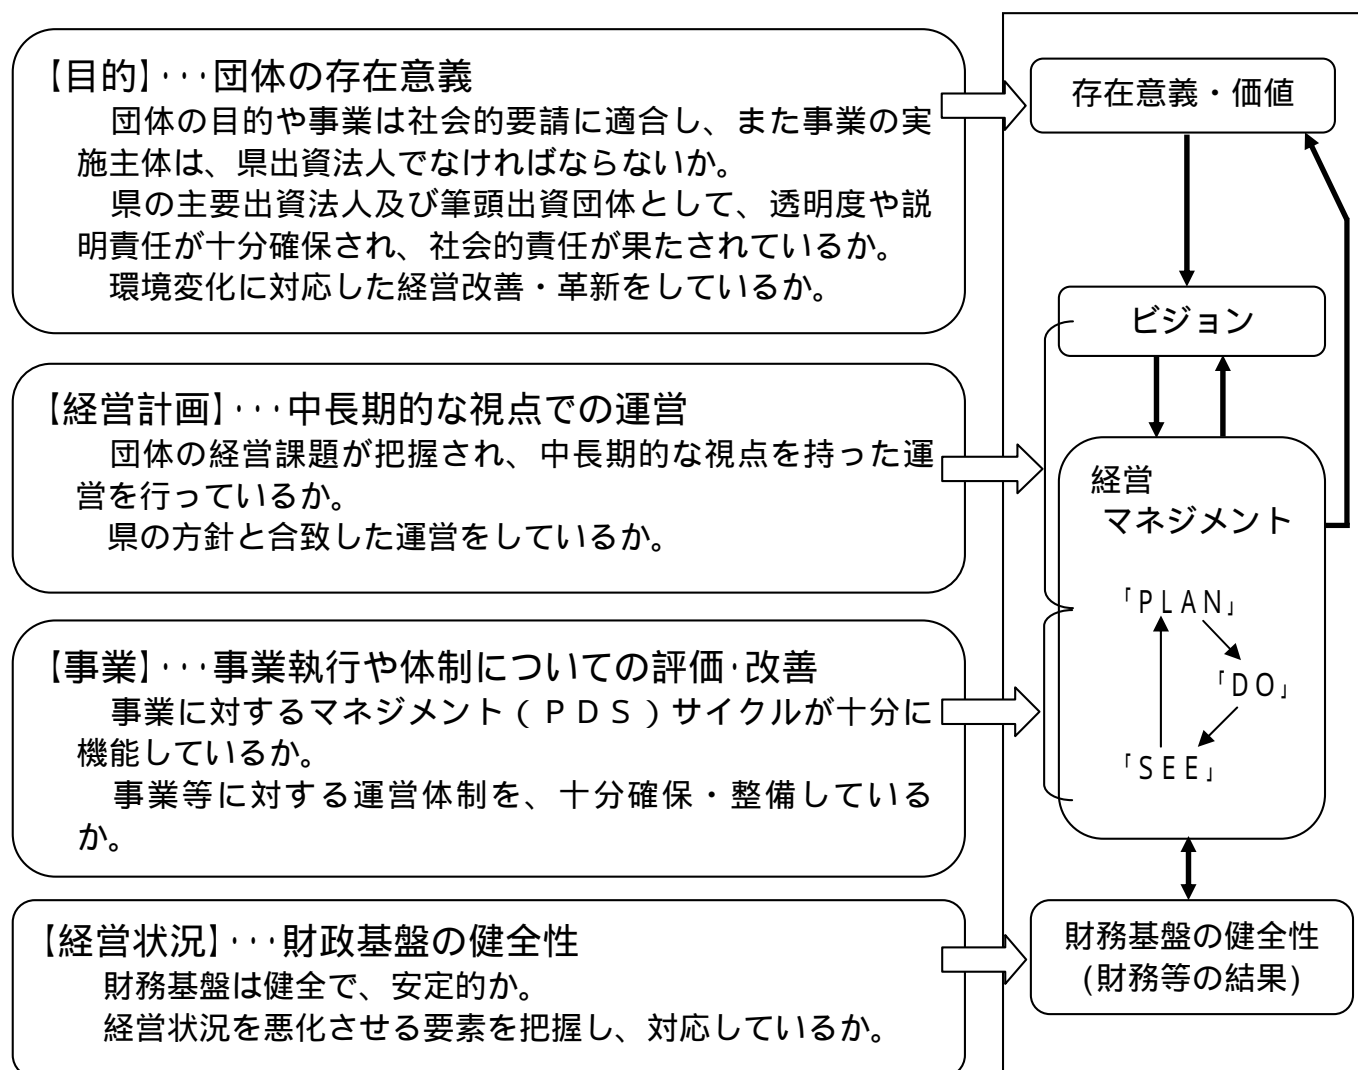 【目的】･･･団体の存在意義
団体の目的や事業は社会的要請に適合し、また事業の実
施主体は、県出資法人でなければならないか。
県の主要出資法人及び筆頭出資団体として、透明度や説
明責任が十分確保され、社会的責任が果たされているか。
環境変化に対応した経営改善・革新をしているか。
【経営計画】･･･中長期的な視点での運営
団体の経営課題が把握され、中長期的な視点を持った運
営を行っているか。
県の方針と合致した運営をしているか。
【事業】･･･事業執行や体制についての評価･改善
事業に対するマネジメント（ＰＤＳ）サイクルが十分に
機能しているか。
事業等に対する運営体制を、十分確保・整備している
か。
【経営状況】･･･財政基盤の健全性
財務基盤は健全で、安定的か。
経営状況を悪化させる要素を把握し、対応しているか。
存在意義・価値
ビジョン
経営
マネジメント
「ＰＬＡＮ」
「ＤＯ」
「ＳＥＥ」
財務基盤の健全性
(財務等の結果)